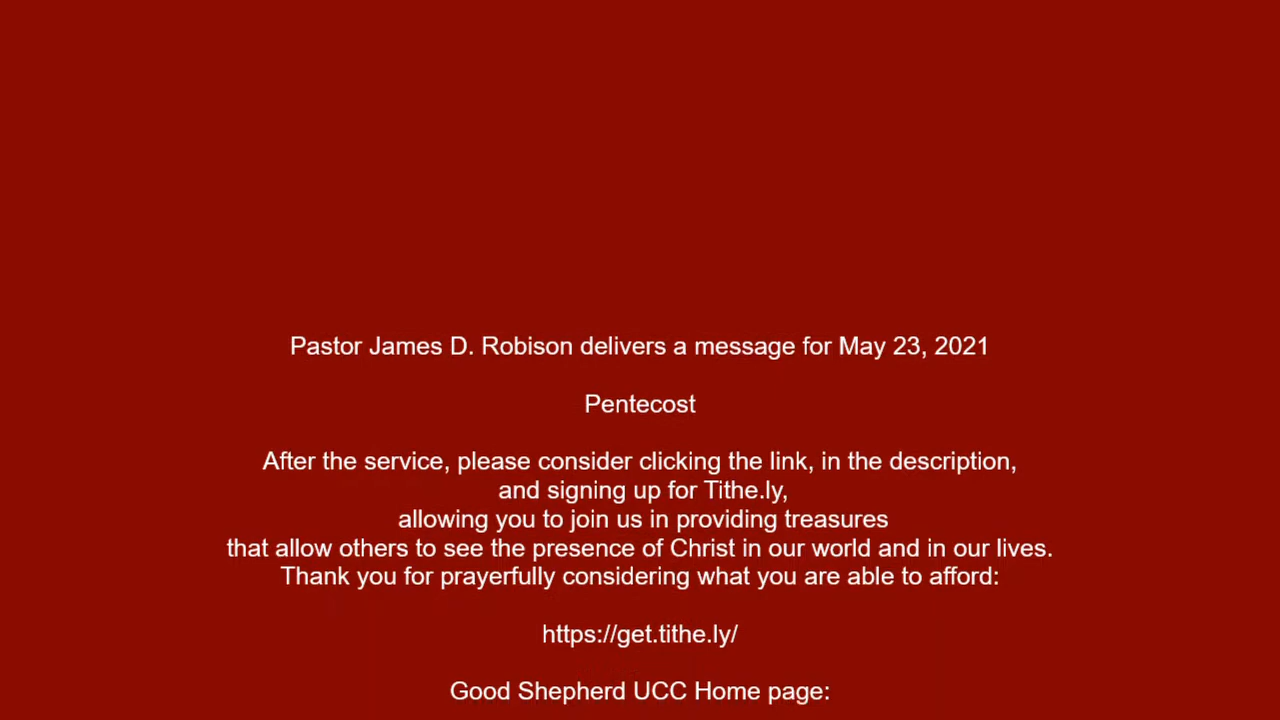 Pastor James D. Robison delivers a message for May 23, 2021
Pentecost
After the service, please consider clicking the link, in the description,
and signing up for Tithe.ly,
allowing you to join us in providing treasures
that allow others to see the presence of Christ in our world and in our lives.
Thank you for prayerfully considering what you are able to afford:
https://get.tithe.ly/
Good Shepherd UCC Home page: